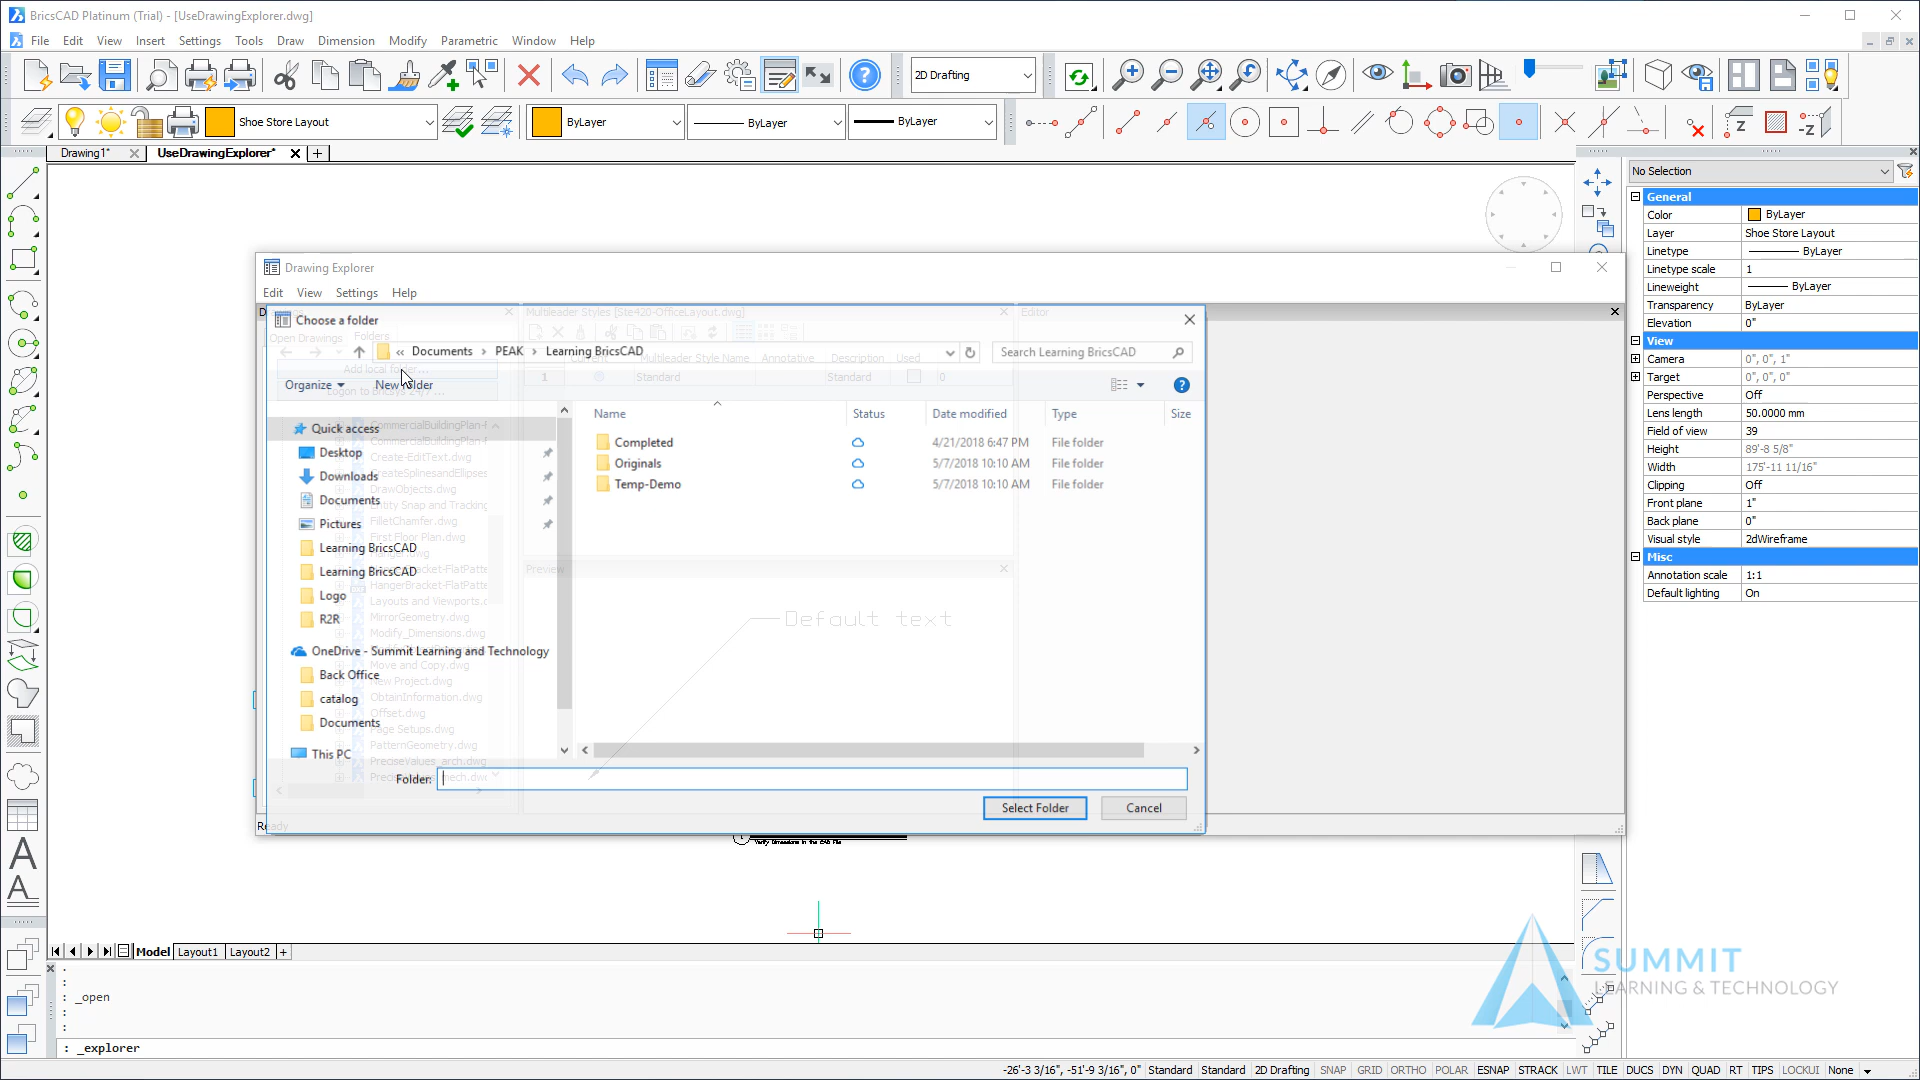 BricsCAD Platinum (Trial) - [UseDrawingExplorer.dwg]
File Edit View Insert Settings Tools Draw Dimension Modify Parametric Window Help
2D Drafting
Shoe Store Layout
ByLayer
ByLayer
ByLayer
Drawing1*
UseDrawingExplorer*
No Selection
General
Color ByLayer
Layer Shoe Store Layout
Linetype ByLayer
Linetype scale 1
Lineweight ByLayer
Transparency ByLayer
Elevation 0"
View
Camera 0", 0", 1"
Target 0", 0", 0"
Perspective Off
Lens length 50.0000 mm
Field of view 39
Height 89'-8 5/8"
Width 175'-11 11/16"
Clipping Off
Front plane 1"
Back plane 0"
Visual style 2dWireframe
Misc
Annotation scale 1:1
Default lighting On
Drawing Explorer
Edit View Settings Help
Multileader Styles [Ste420-OfficeLayout.dwg]
Editor
Open Drawings Folders
Choose a folder
« Documents > PEAK > Learning BricsCAD
Search Learning BricsCAD
Add local folder...
Multileader Style Name Annotative Description Used
1 Standard Standard 0
Organize
New folder
Logon to Bricsys 24/7 ...
Name Status Date modified Type Size
Completed 4/21/2018 6:47 PM File folder
Originals 5/7/2018 10:10 AM File folder
Temp-Demo 5/7/2018 10:10 AM File folder
Quick access
Desktop
Downloads
Documents
Pictures
Learning BricsCAD
Learning BricsCAD
Logo
R2R
OneDrive - Summit Learning and Technology
Back Office
catalog
Documents
This PC
CommercialBuildingPlan-F
CommercialBuildingPlan-F
Create-EditText.dwg
CreateSplinesandEllipses
DrawObjects.dwg
Entity Snap and Tracking
FilletChamfer.dwg
First Floor Plan.dwg
Hanger.dwg
HangerBracket-FlatPatte
HangerBracket-FlatPatte
Layouts and Viewports.d
MirrorGeometry.dwg
Modify_Dimensions.dwg
Move and Copy.dwg
New Project.dwg
ObtainInformation.dwg
Offset.dwg
Page Setups.dwg
PatternGeometry.dwg
PreciseValues_arch.dwg
Preview
Default text
Folder:
Select Folder
Cancel
Ready
Verify Dimensions in the CAD File
Model Layout1 Layout2 +
:
:
: _open
:
:
: _explorer
SUMMIT
LEARNING & TECHNOLOGY
-26'-3 3/16", -51'-9 3/16", 0" Standard Standard 2D Drafting SNAP GRID ORTHO POLAR ESNAP STRACK LWT TILE DUCS DYN QUAD RT TIPS LOCKUI None